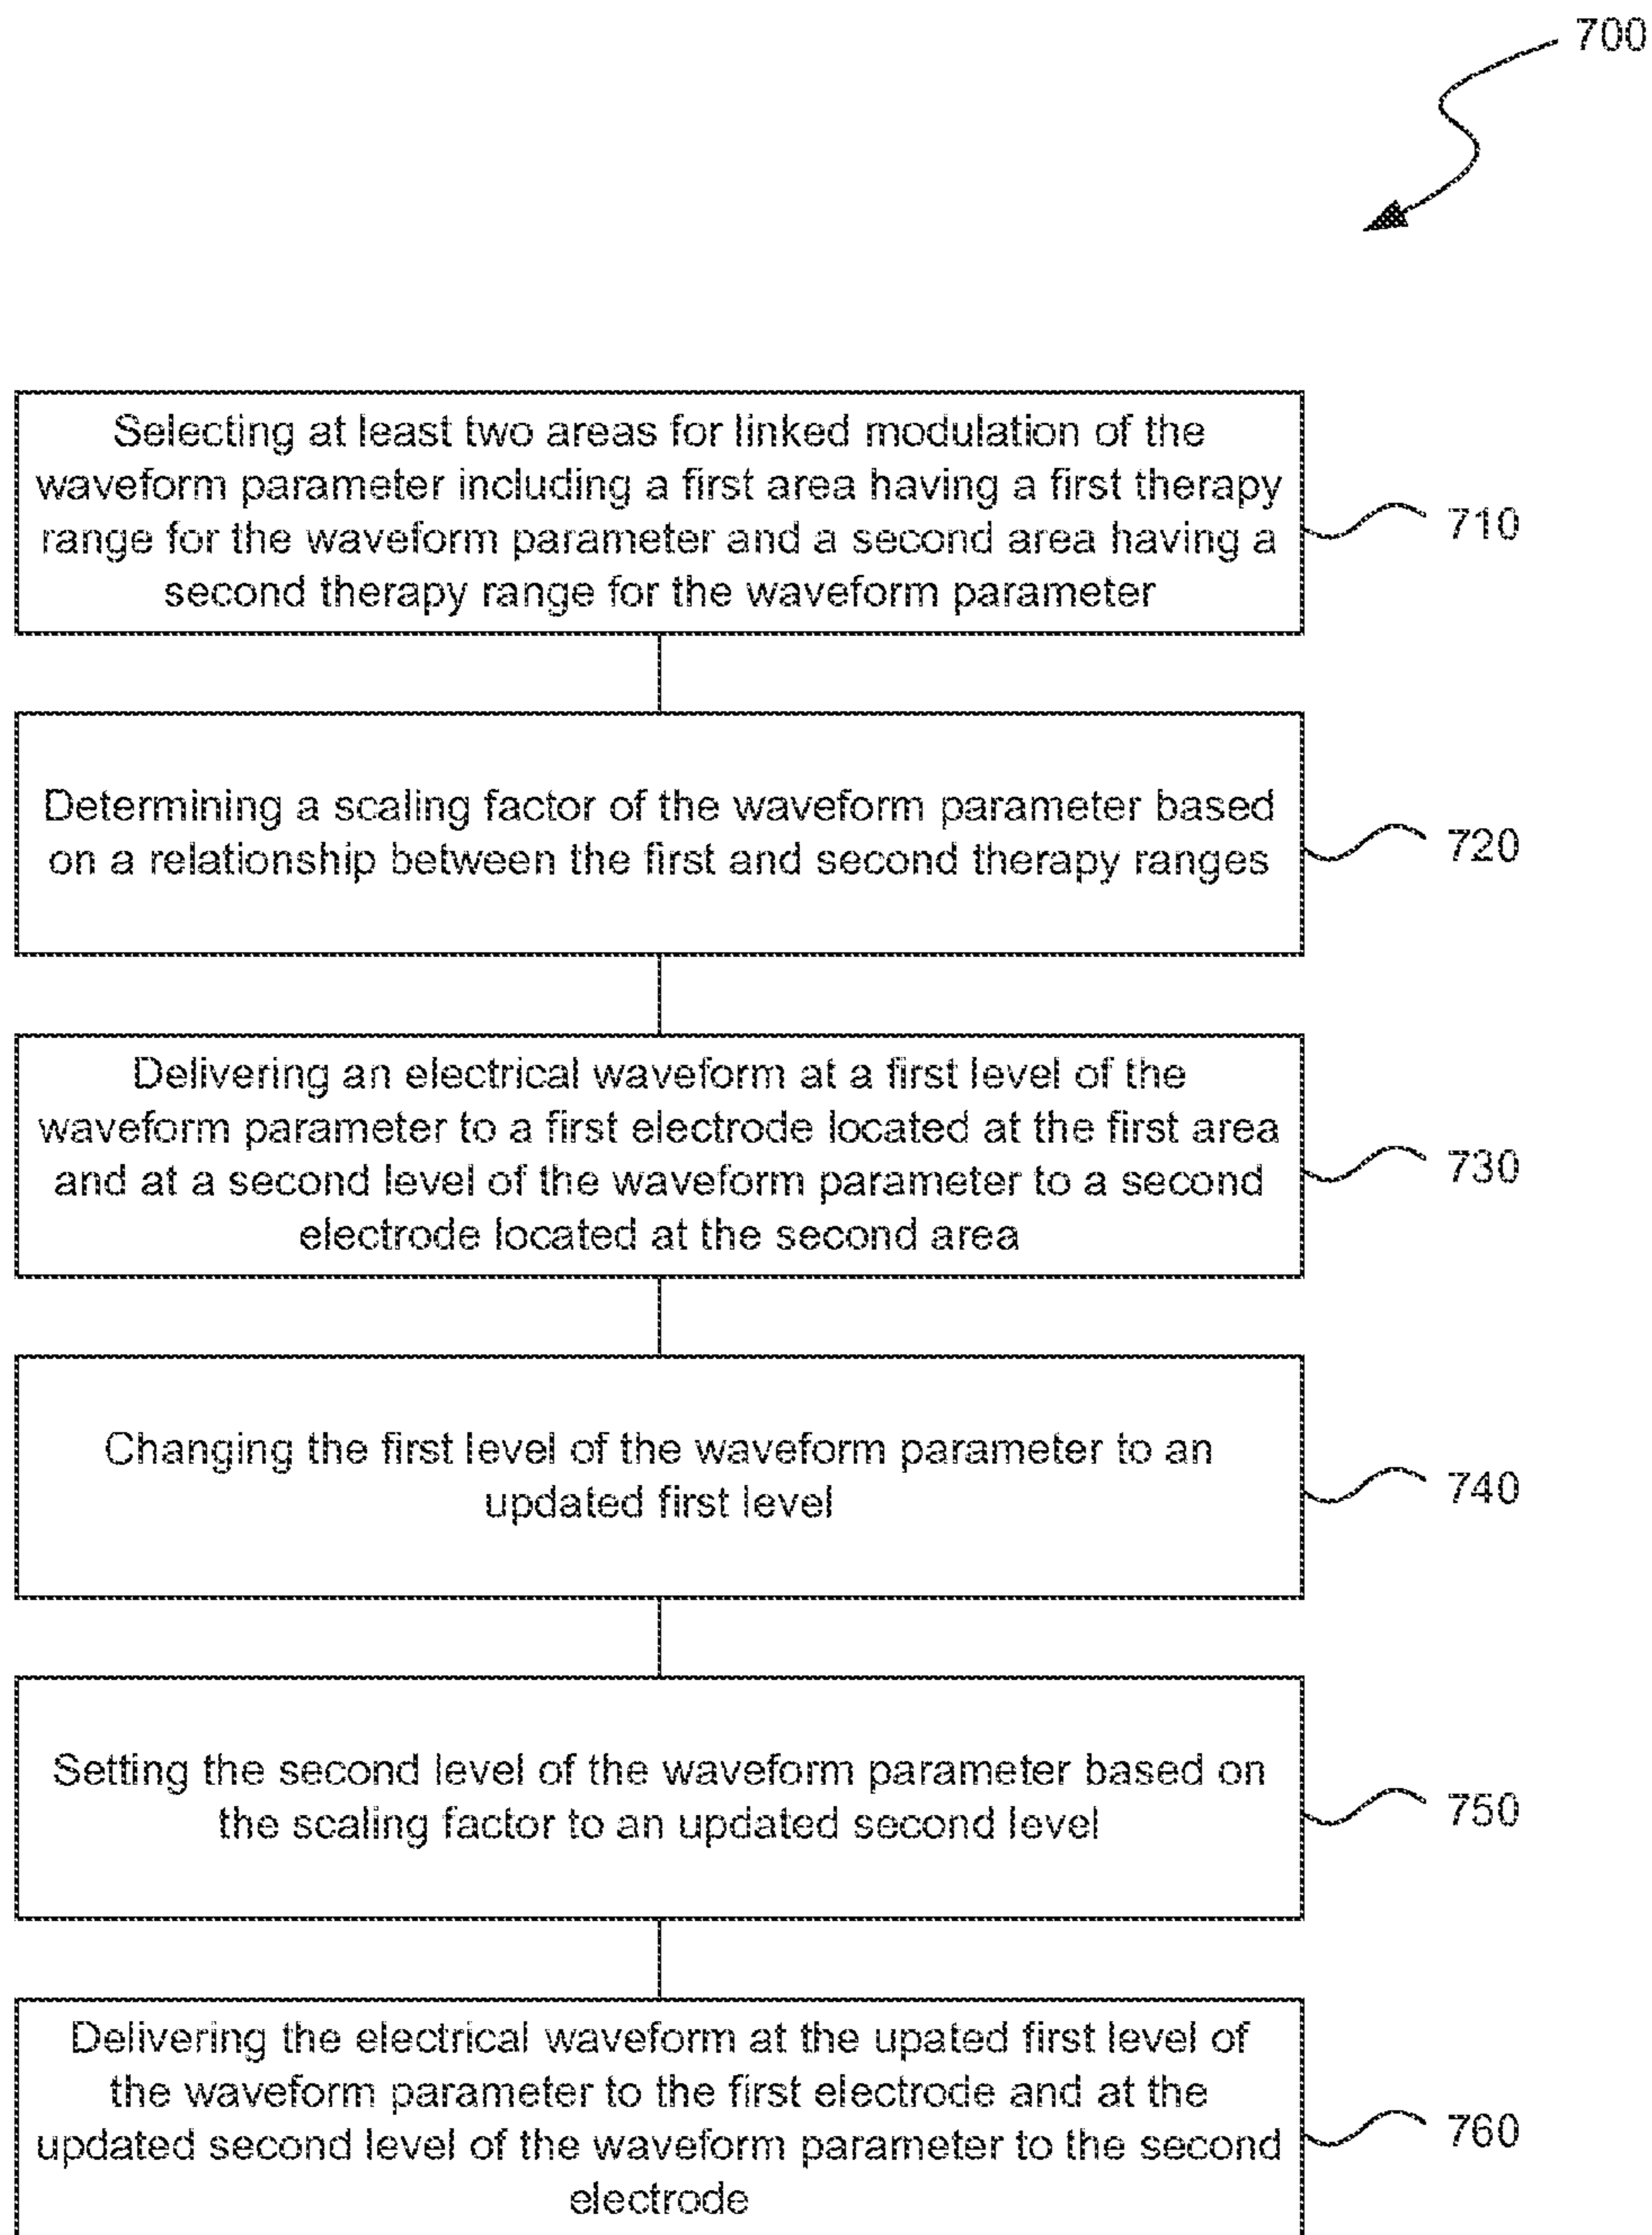 700
Selecting at least two areas for linked modulation of the
waveform parameter including a first area having a first therapy
range for the waveform parameter and a second area having a
second therapy range for the waveform parameter
710
Determining a scaling factor of the waveform parameter based
on a relationship between the first and second therapy ranges
720
Delivering an electrical waveform at a first level of the
waveform parameter to a first electrode located at the first area
and at a second level of the waveform parameter to a second
electrode located at the second area
730
Changing the first level of the waveform parameter to an
updated first level
740
Setting the second level of the waveform parameter based on
the scaling factor to an updated second level
750
Delivering the electrical waveform at the upated first level of
the waveform parameter to the first electrode and at the
updated second level of the waveform parameter to the second
electrode
760